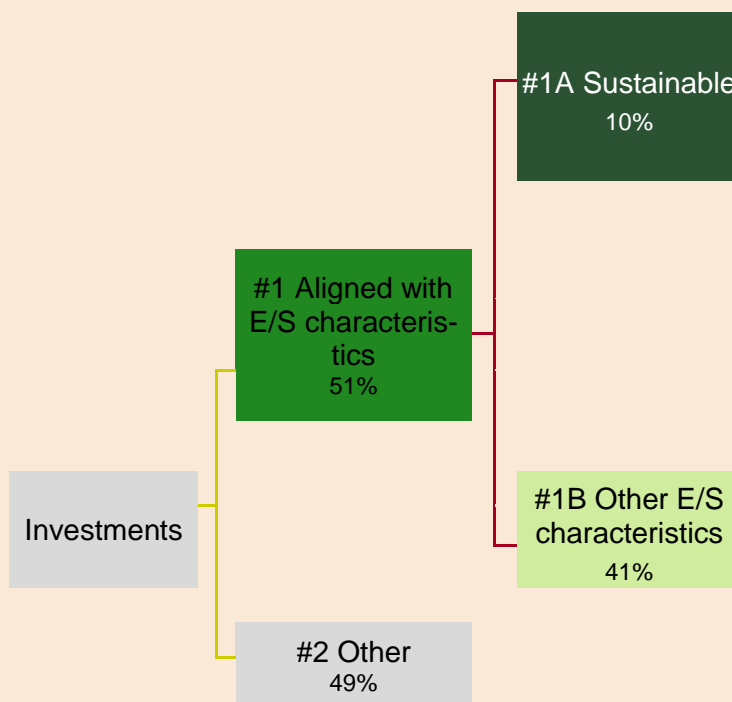 #1A Sustainable
10%
#1 Aligned with
E/S characteris-
tics
51%
Investments
#1B Other E/S
characteristics
41%
#2 Other
49%